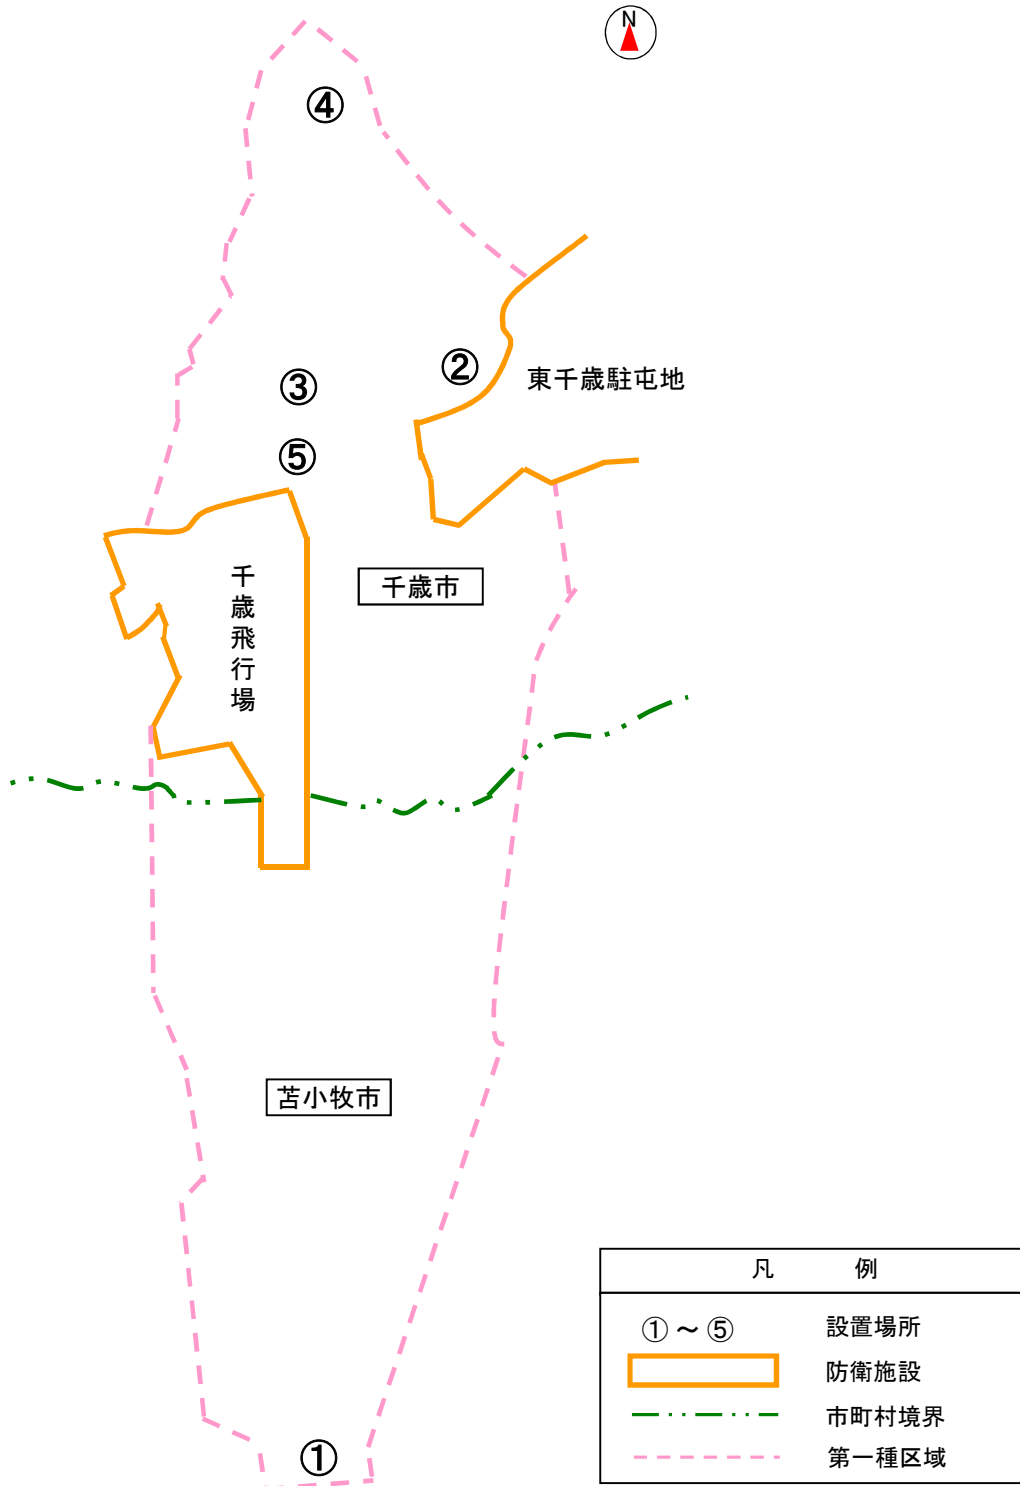 N
④
②
東千歳駐屯地
③
⑤
千歳市
千歳飛行場
苫小牧市
①
凡 例
①～⑤ 設置場所
防衛施設
市町村境界
第一種区域